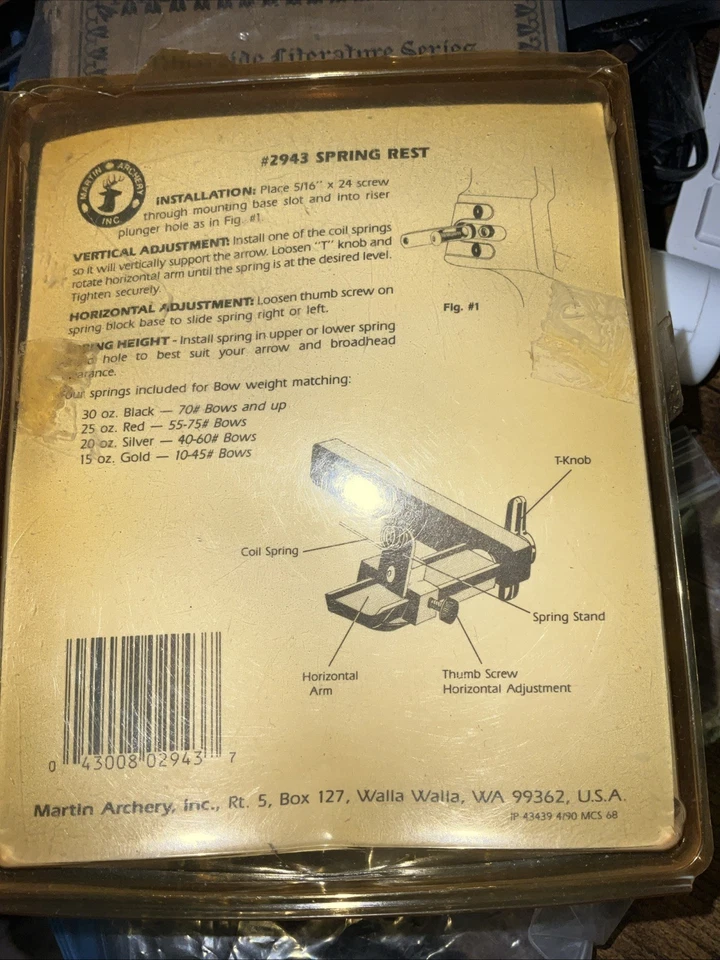 Literature Series
#2943 SPRING REST
MARTIN ARCHERY INC.
INSTALLATION: Place 5/16" x 24 screw
through mounting base slot and into riser
plunger hole as in Fig. #1
VERTICAL ADJUSTMENT: Install one of the coil springs
so it will vertically support the arrow. Loosen "T" knob and
rotate horizontal arm until the spring is at the desired level.
Tighten securely.
HORIZONTAL ADJUSTMENT: Loosen thumb screw on
spring block base to slide spring right or left.
HEIGHT - Install spring in upper or lower spring
hole to best suit your arrow and broadhead
Fig. #1
springs included for Bow weight matching:
30 oz. Black — 70# Bows and up
25 oz. Red — 55-75# Bows
20 oz. Silver — 40-60# Bows
15 oz. Gold — 10-45# Bows
T-Knob
Coil Spring
Spring Stand
Horizontal
Arm
Thumb Screw
Horizontal Adjustment
0 43008 02943 7
Martin Archery, Inc., Rt. 5, Box 127, Walla Walla, WA 99362, U.S.A.
IP 43439 4/90 MCS 68